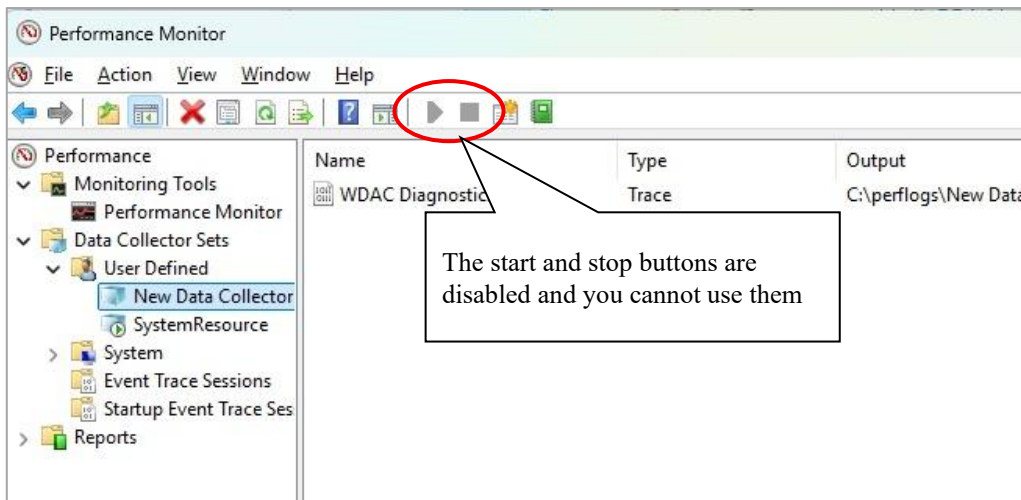 Performance Monitor
File Action View Window Help
Performance
Monitoring Tools
Performance Monitor
Data Collector Sets
User Defined
New Data Collector
SystemResource
System
Event Trace Sessions
Startup Event Trace Ses
Reports
Name Type Output
WDAC Diagnostic Trace C:\perflogs\New Data
The start and stop buttons are
disabled and you cannot use them